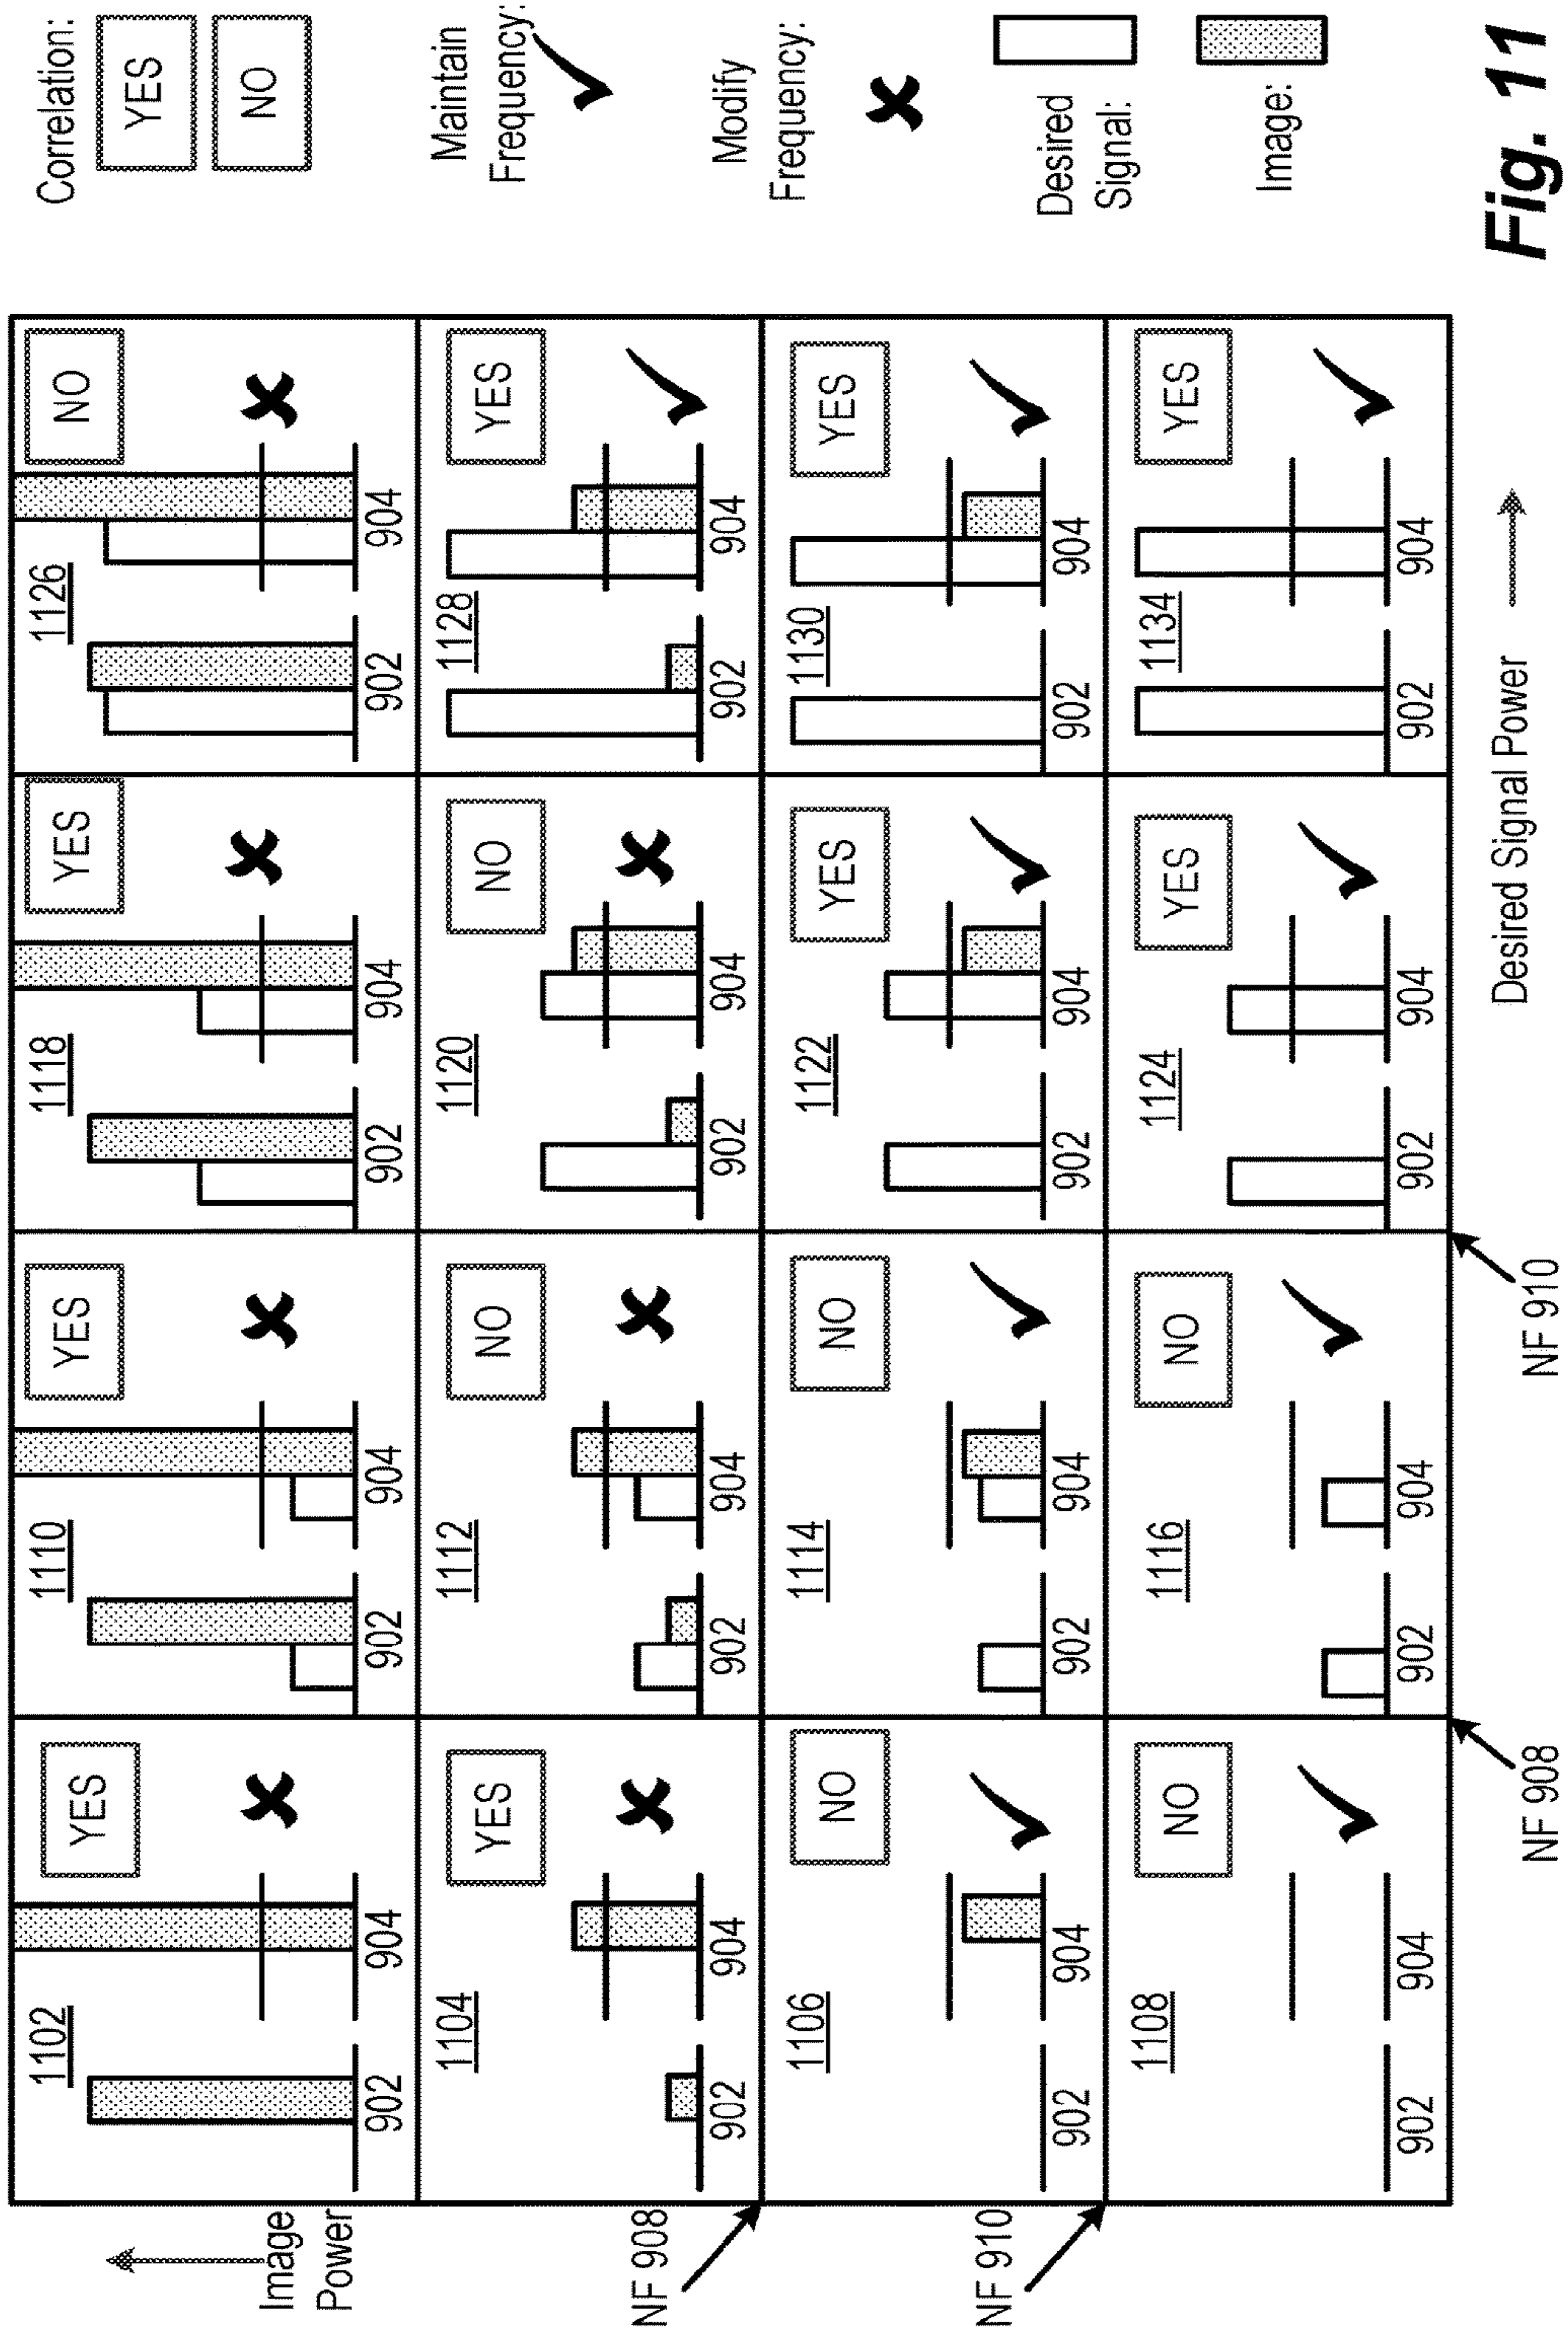 Image
Power
1102
YES
902
904
1110
YES
902
904
1118
YES
902
904
1126
NO
902
904
1104
YES
902
904
1112
NO
902
904
1120
NO
902
904
1128
YES
902
904
NF 908
1106
NO
902
904
1114
NO
902
904
1122
YES
902
904
1130
YES
902
904
NF 910
1108
NO
902
904
1116
NO
902
904
1124
YES
902
904
1134
YES
902
904
NF 908
NF 910
Desired Signal Power
Correlation:
YES
NO
Maintain
Frequency:
Modify
Frequency:
Desired
Signal:
Image:
Fig. 11